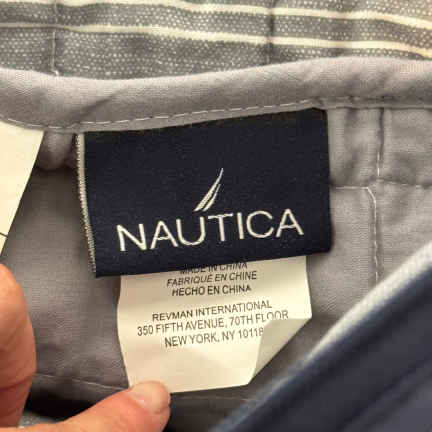 NAUTICA
MADE IN CHINA
FABRIQUÉ EN CHINE
HECHO EN CHINA
REVMAN INTERNATIONAL
350 FIFTH AVENUE, 70TH FLOOR
NEW YORK, NY 10118